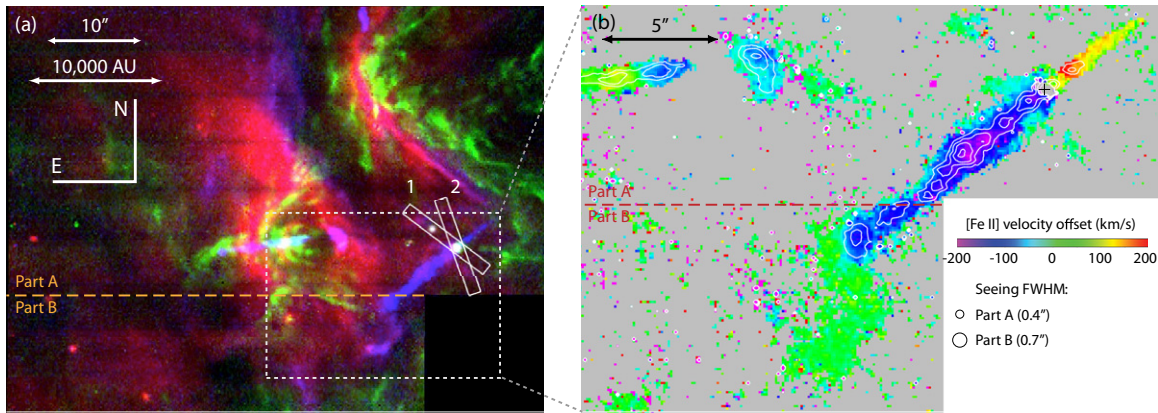 (a)
10″
10,000 AU
N
E
1
2
Part A
Part B
(b)
5″
Part A
Part B
[Fe II] velocity offset (km/s)
-200 -100 0 100 200
Seeing FWHM:
Part A (0.4″)
Part B (0.7″)